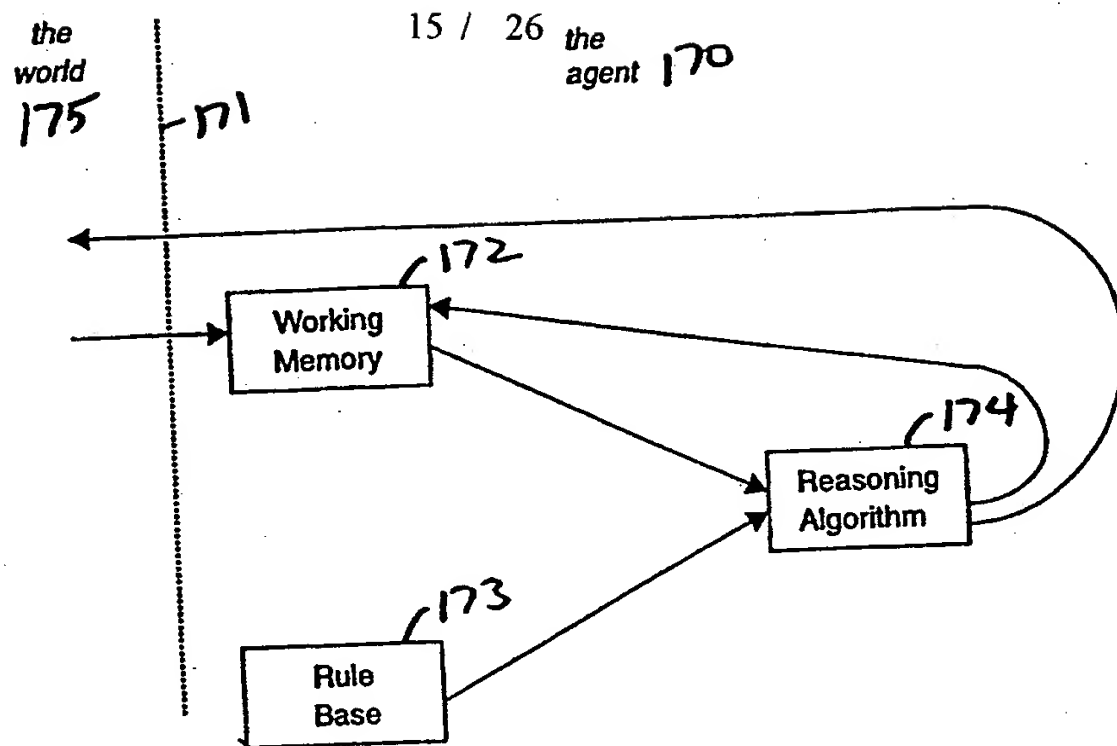 15 / 26
the
world
175
171
the
agent 170
172
Working
Memory
174
Reasoning
Algorithm
173
Rule
Base